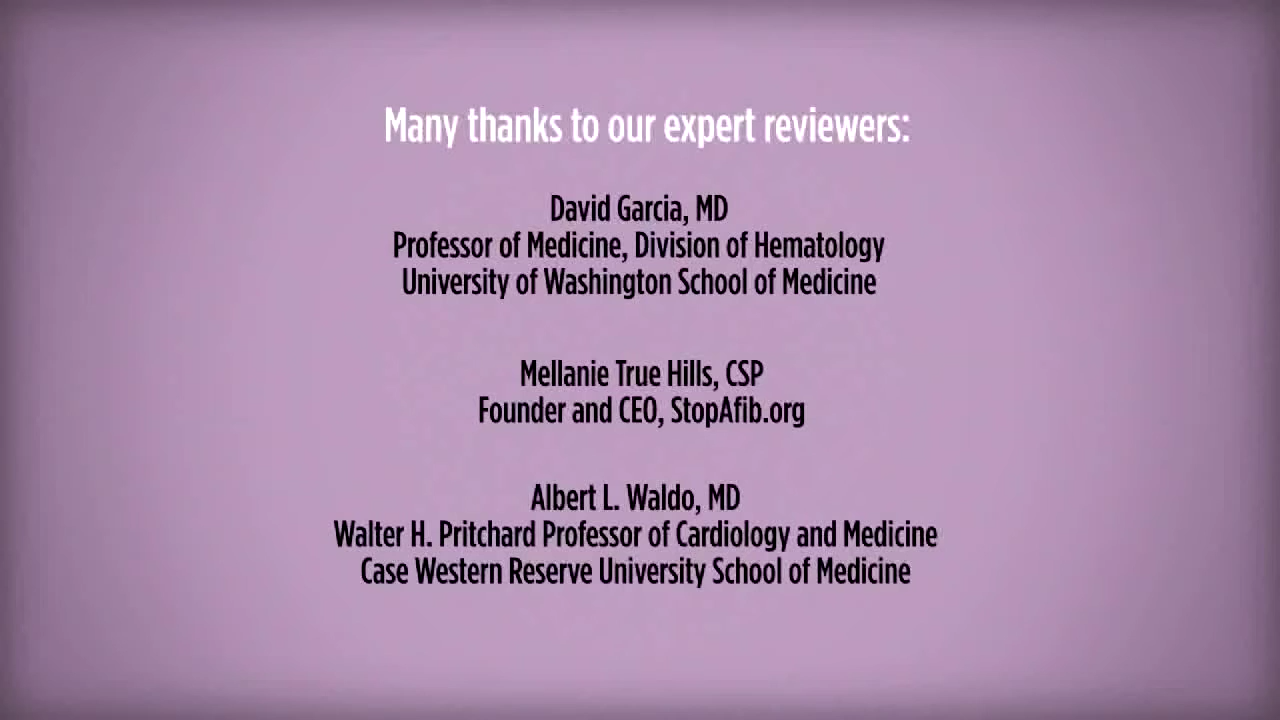 Many thanks to our expert reviewers:
David Garcia, MD
Professor of Medicine, Division of Hematology
University of Washington School of Medicine
Mellanie True Hills, CSP
Founder and CEO, StopAfib.org
Albert L. Waldo, MD
Walter H. Pritchard Professor of Cardiology and Medicine
Case Western Reserve University School of Medicine